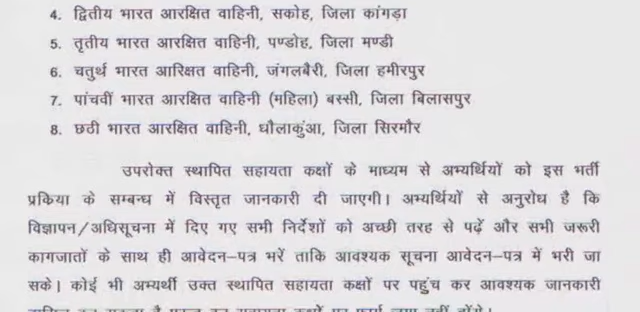 4. द्वितीय भारत आरक्षित वाहिनी, सकोह, जिला कांगड़ा
5. तृतीय भारत आरक्षित वाहिनी, पण्डोह, जिला मण्डी
6. चतुर्थ भारत आरिक्षत वाहिनी, जंगलबैरी, जिला हमीरपुर
7. पांचवीं भारत आरक्षित वाहिनी (महिला) बस्सी, जिला बिलासपुर
8. छठी भारत आरक्षित वाहिनी, धौलाकुंआ, जिला सिरमौर
उपरोक्त स्थापित सहायता कक्षों के माध्यम से अभ्यर्थियों को इस भर्ती
प्रकिया के सम्बन्ध में विस्तृत जानकारी दी जाएगी। अभ्यर्थियों से अनुरोध है कि
विज्ञापन/अधिसूचना में दिए गए सभी निर्देशों को अच्छी तरह से पढ़ें और सभी जरूरी
कागजातों के साथ ही आवेदन-पत्र भरें ताकि आवश्यक सूचना आवेदन-पत्र में भरी जा
सके। कोई भी अभ्यर्थी उक्त स्थापित सहायता कक्षों पर पहुंच कर आवश्यक जानकारी